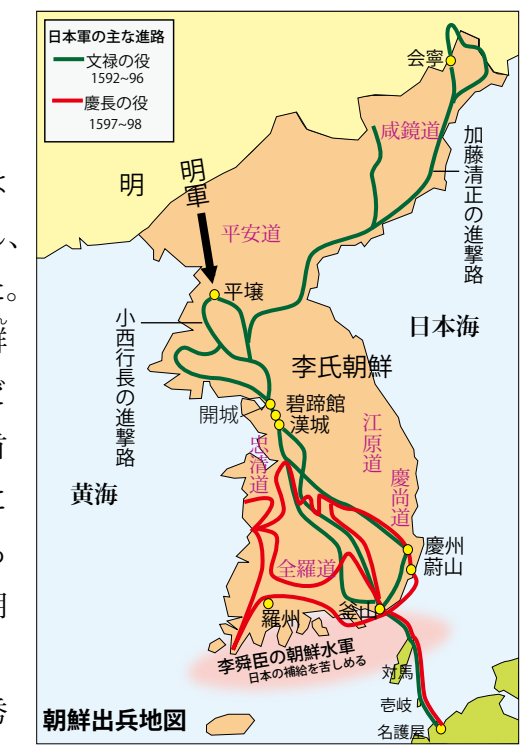 日本軍の主な進路
文禄の役
1592~96
慶長の役
1597~98
会寧
咸鏡道
加藤清正の進撃路
明
明軍
平安道
平壌
日本海
小西行長の進撃路
李氏朝鮮
開城
碧蹄館
漢城
江原道
忠清道
慶尚道
黄海
慶州
蔚山
全羅道
釜山
羅州
李舜臣の朝鮮水軍
日本の補給を苦しめる
対馬
壱岐
名護屋
朝鮮出兵地図